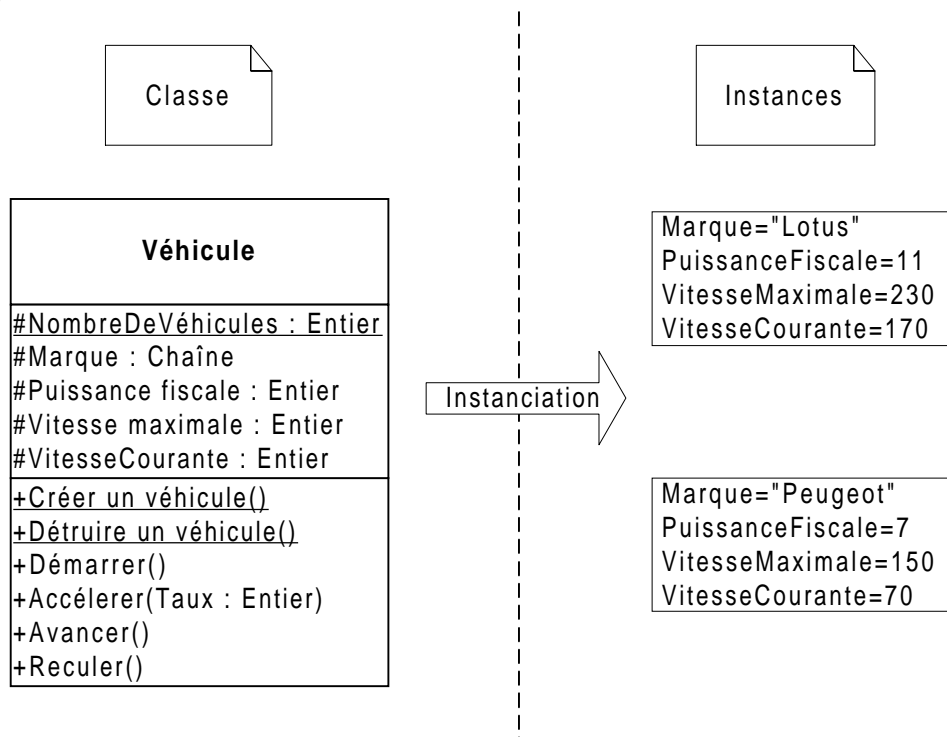 Classe
Instances
Véhicule
#NombreDeVéhicules : Entier
#Marque : Chaîne
#Puissance fiscale : Entier
#Vitesse maximale : Entier
#VitesseCourante : Entier
+Créer un véhicule()
+Détruire un véhicule()
+Démarrer()
+Accélerer(Taux : Entier)
+Avancer()
+Reculer()
Instanciation
Marque="Lotus"
PuissanceFiscale=11
VitesseMaximale=230
VitesseCourante=170
Marque="Peugeot"
PuissanceFiscale=7
VitesseMaximale=150
VitesseCourante=70